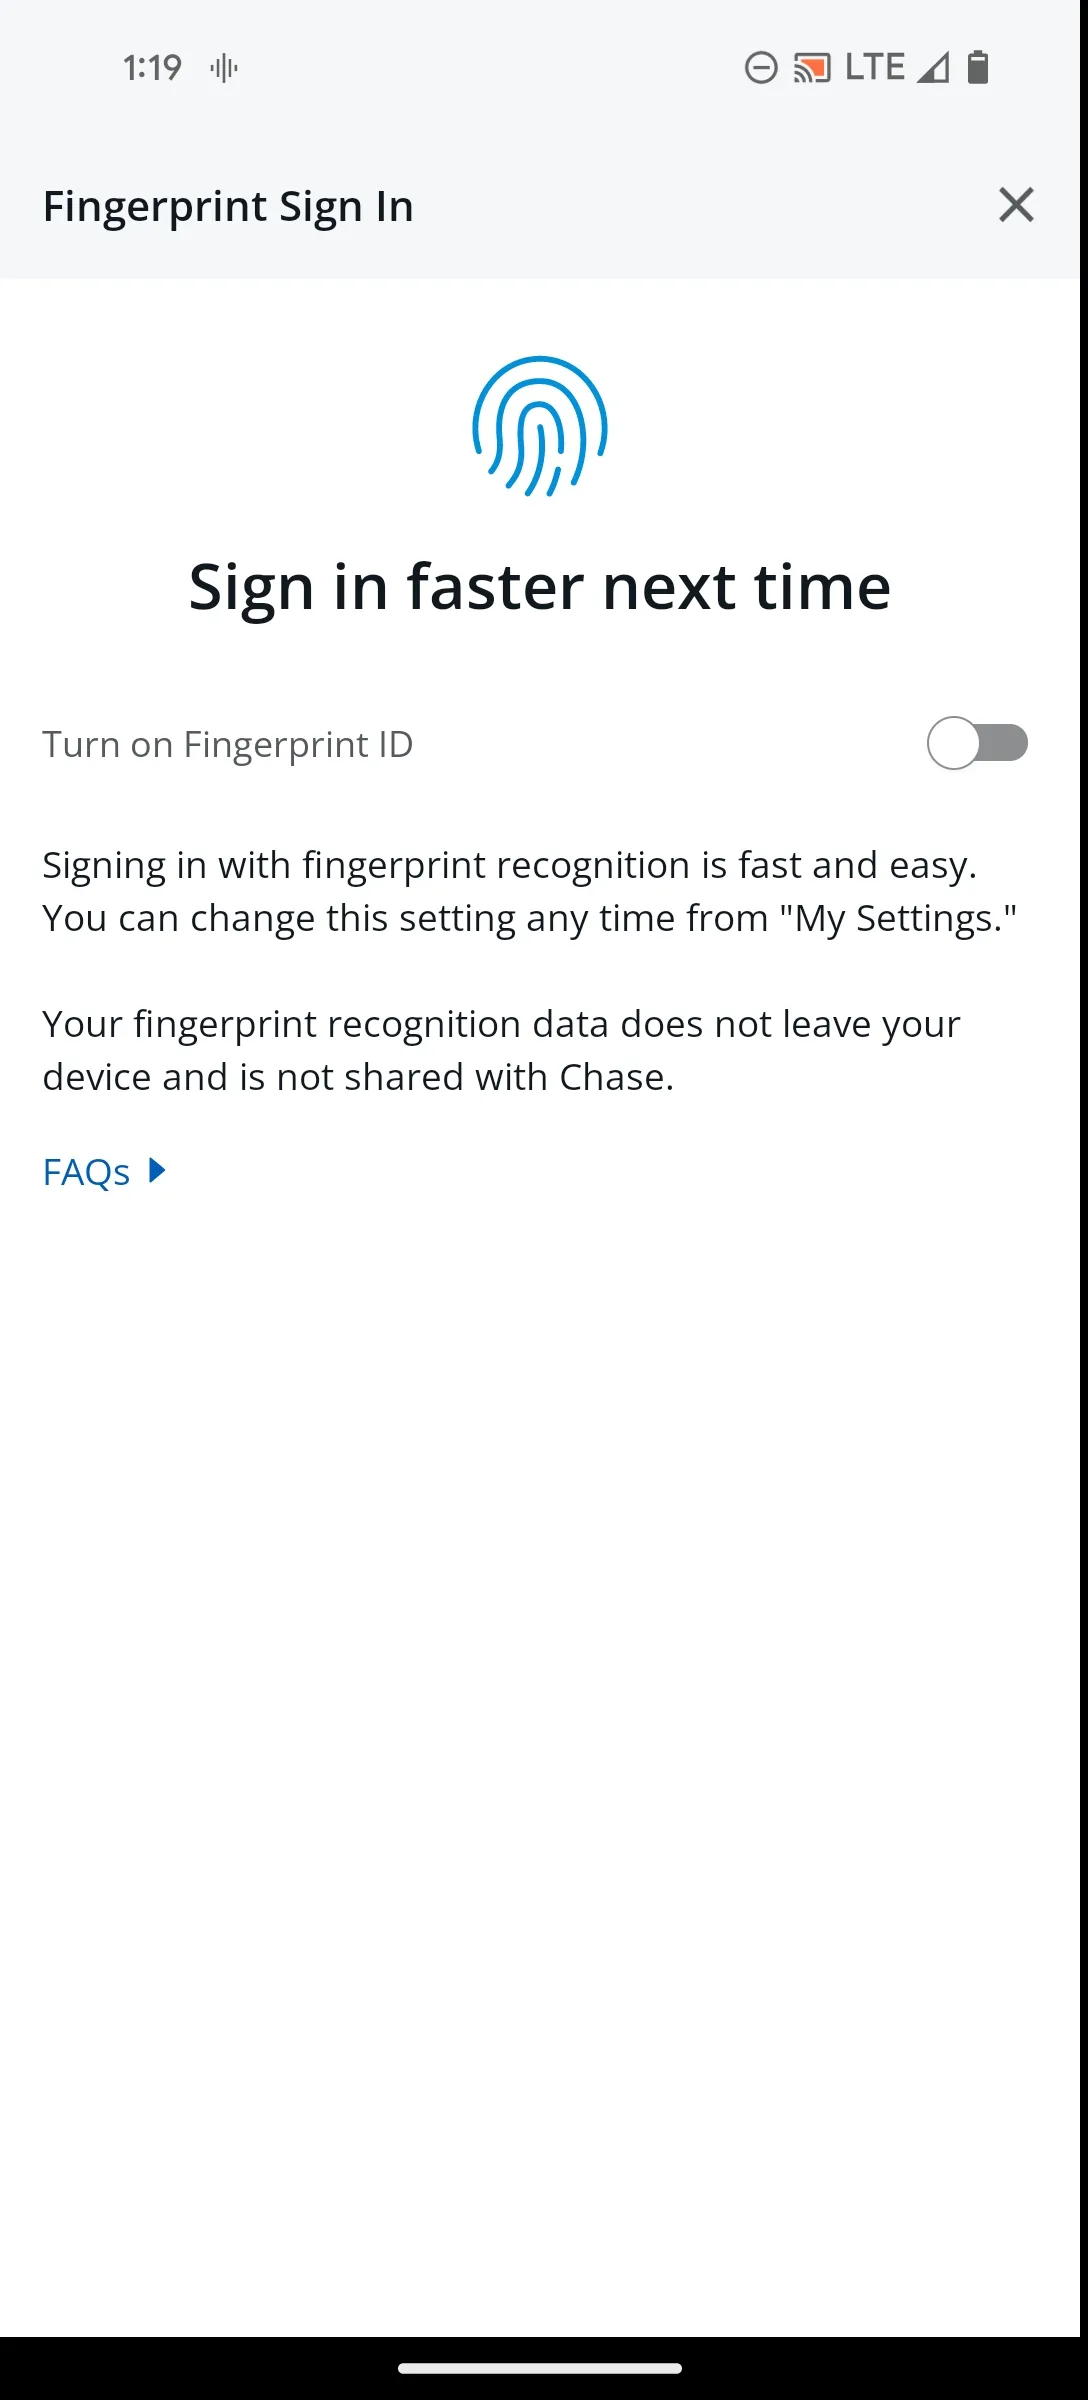 1:19 LTE
Fingerprint Sign In
Sign in faster next time
Turn on Fingerprint ID
Signing in with fingerprint recognition is fast and easy.
You can change this setting any time from "My Settings."
Your fingerprint recognition data does not leave your
device and is not shared with Chase.
FAQs